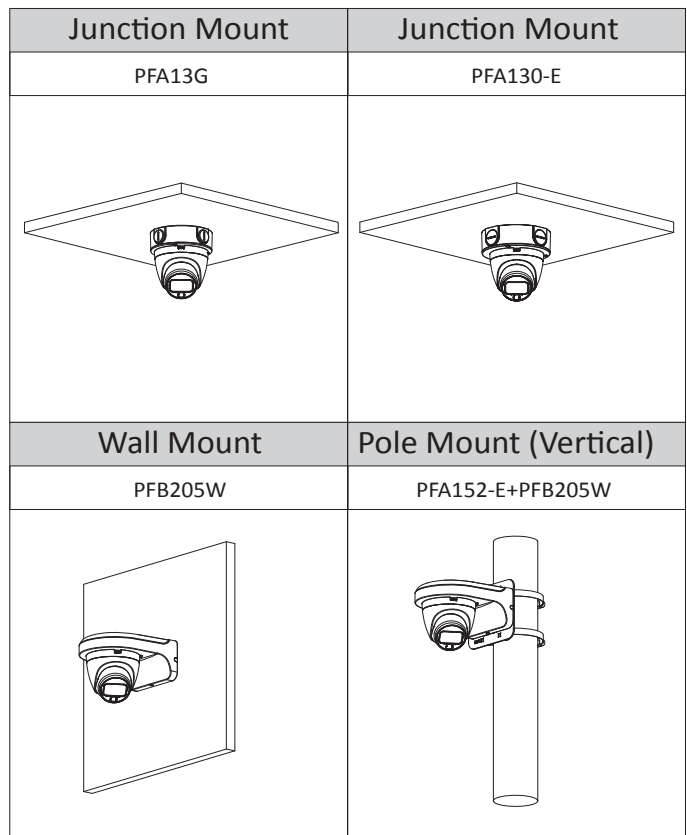 Junction Mount
Junction Mount
PFA13G
PFA130-E
Wall Mount
Pole Mount (Vertical)
PFB205W
PFA152-E+PFB205W